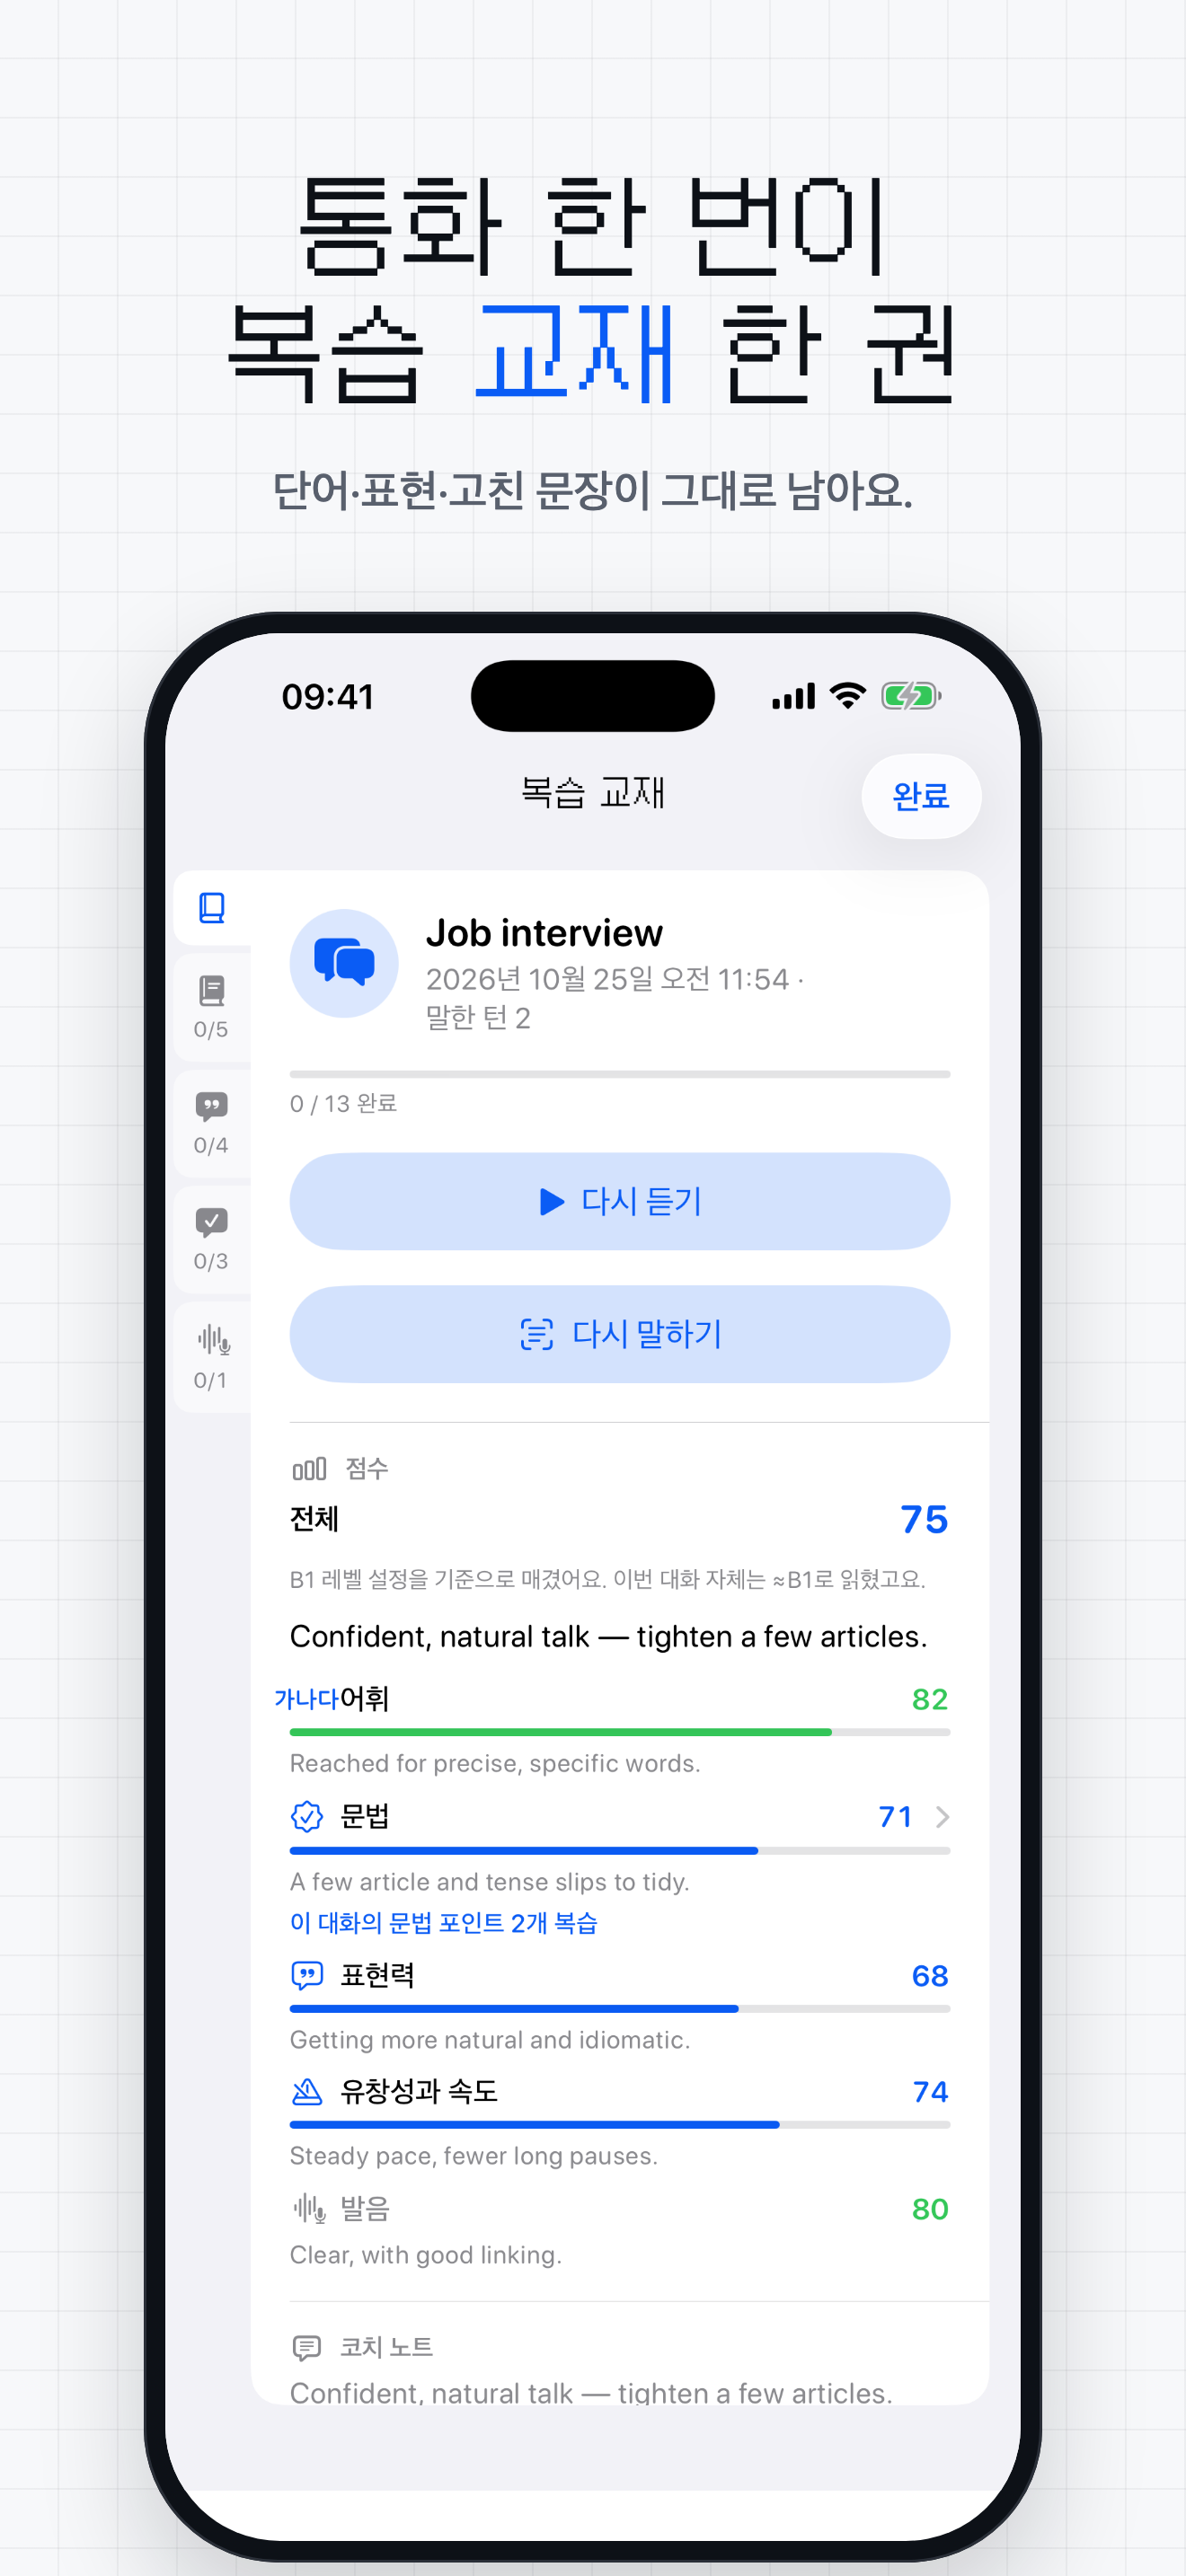 통화 한 번이
복습 교재 한 권
단어·표현·고친 문장이 그대로 남아요.
09:41
복습 교재
완료
Job interview
2026년 10월 25일 오전 11:54 ·
말한 턴 2
0/5
0/4
0/3
0/1
0 / 13 완료
다시 듣기
다시 말하기
점수
전체 75
B1 레벨 설정을 기준으로 매겼어요. 이번 대화 자체는 ≈B1로 읽혔고요.
Confident, natural talk — tighten a few articles.
가나다어휘 82
Reached for precise, specific words.
문법 71
A few article and tense slips to tidy.
이 대화의 문법 포인트 2개 복습
표현력 68
Getting more natural and idiomatic.
유창성과 속도 74
Steady pace, fewer long pauses.
발음 80
Clear, with good linking.
코치 노트
Confident, natural talk — tighten a few articles.